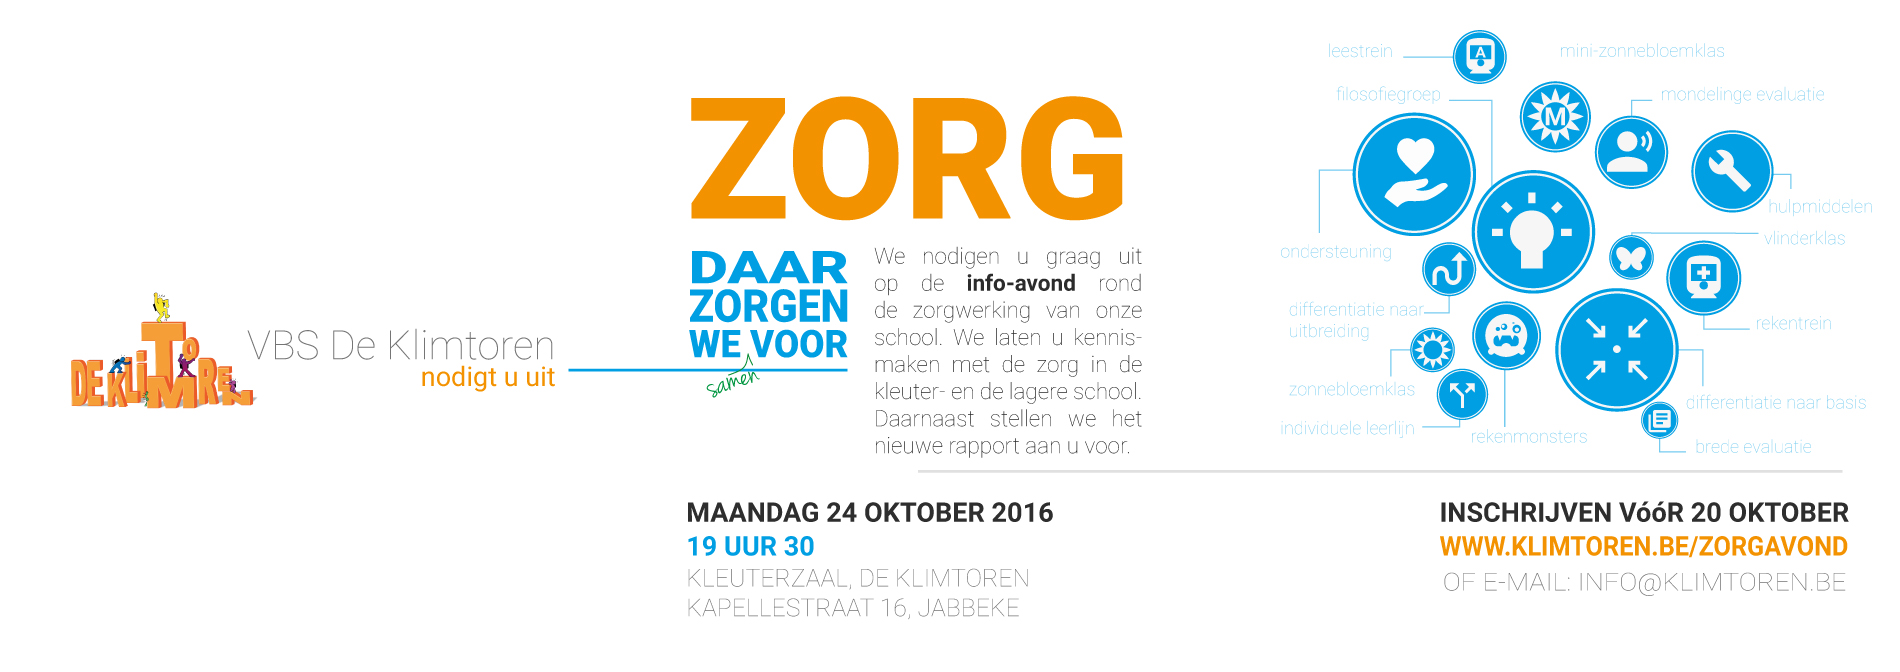 DE KLIMTOREN
VBS De Klimtoren
nodigt u uit
ZORG
DAAR
ZORGEN
WE VOOR
samen
We nodigen u graag uit
op de info-avond rond
de zorgwerking van onze
school. We laten u kennis-
maken met de zorg in de
kleuter- en de lagere school.
Daarnaast stellen we het
nieuwe rapport aan u voor.
leestrein
A
mini-zonnebloemklas
filosofiegroep
M
mondelinge evaluatie
hulpmiddelen
ondersteuning
vlinderklas
differentiatie naar
uitbreiding
rekentrein
zonnebloemklas
differentiatie naar basis
individuele leerlijn
rekenmonsters
brede evaluatie
MAANDAG 24 OKTOBER 2016
19 UUR 30
KLEUTERZAAL, DE KLIMTOREN
KAPELLESTRAAT 16, JABBEKE
INSCHRIJVEN VóóR 20 OKTOBER
WWW.KLIMTOREN.BE/ZORGAVOND
OF E-MAIL: INFO@KLIMTOREN.BE